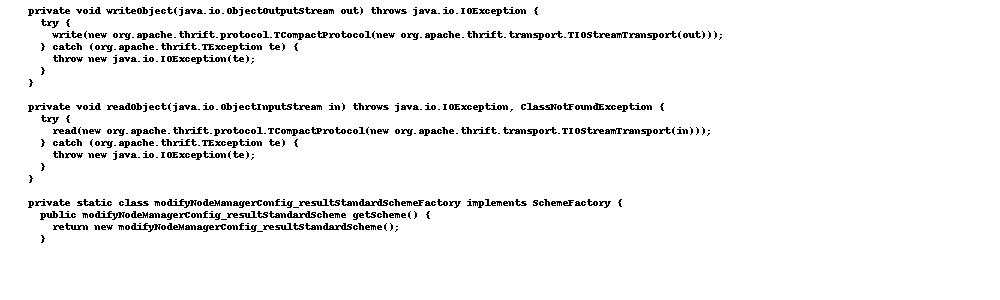 private void writeObject(java.io.ObjectOutputStream out) throws java.io.IOException {
try {
write(new org.apache.thrift.protocol.TCompactProtocol(new org.apache.thrift.transport.TIOStreamTransport(out)));
} catch (org.apache.thrift.TException te) {
throw new java.io.IOException(te);
}
}
private void readObject(java.io.ObjectInputStream in) throws java.io.IOException, ClassNotFoundException {
try {
read(new org.apache.thrift.protocol.TCompactProtocol(new org.apache.thrift.transport.TIOStreamTransport(in)));
} catch (org.apache.thrift.TException te) {
throw new java.io.IOException(te);
}
}
private static class modifyNodeManagerConfig_resultStandardSchemeFactory implements SchemeFactory {
public modifyNodeManagerConfig_resultStandardScheme getScheme() {
return new modifyNodeManagerConfig_resultStandardScheme();
}